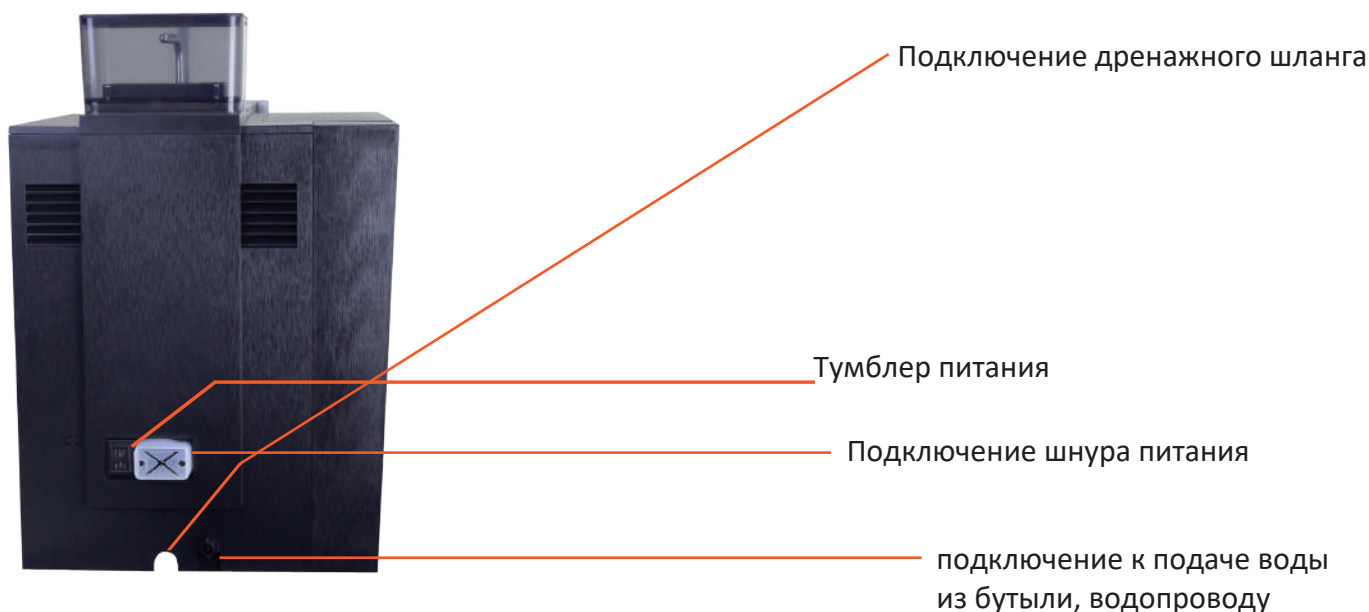 Подключение дренажного шланга
Тумблер питания
Подключение шнура питания
подключение к подаче воды
из бутыли, водопроводу